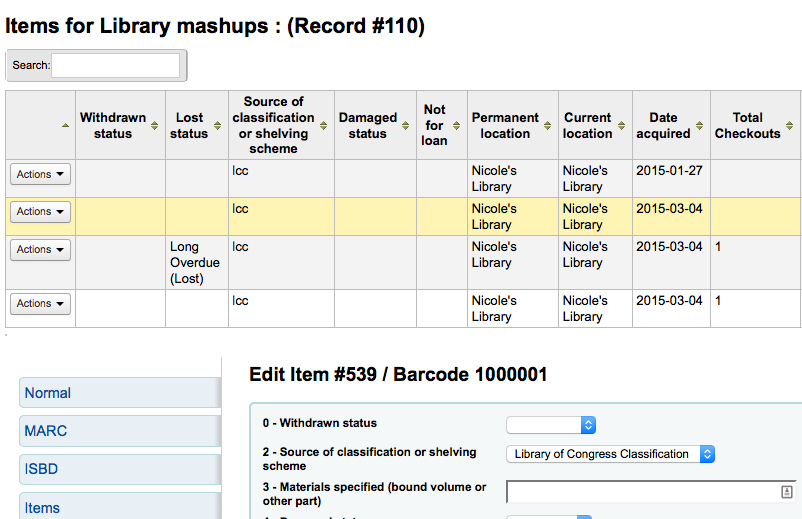 Items for Library mashups : (Record #110)
Search:
Withdrawn status
Lost status
Source of classification or shelving scheme
Damaged status
Not for loan
Permanent location
Current location
Date acquired
Total Checkouts
Actions lcc Nicole's Library Nicole's Library 2015-01-27
Actions lcc Nicole's Library Nicole's Library 2015-03-04
Actions Long Overdue (Lost) lcc Nicole's Library Nicole's Library 2015-03-04 1
Actions lcc Nicole's Library Nicole's Library 2015-03-04 1
Normal
MARC
ISBD
Items
Edit Item #539 / Barcode 1000001
0 - Withdrawn status
2 - Source of classification or shelving scheme
Library of Congress Classification
3 - Materials specified (bound volume or other part)